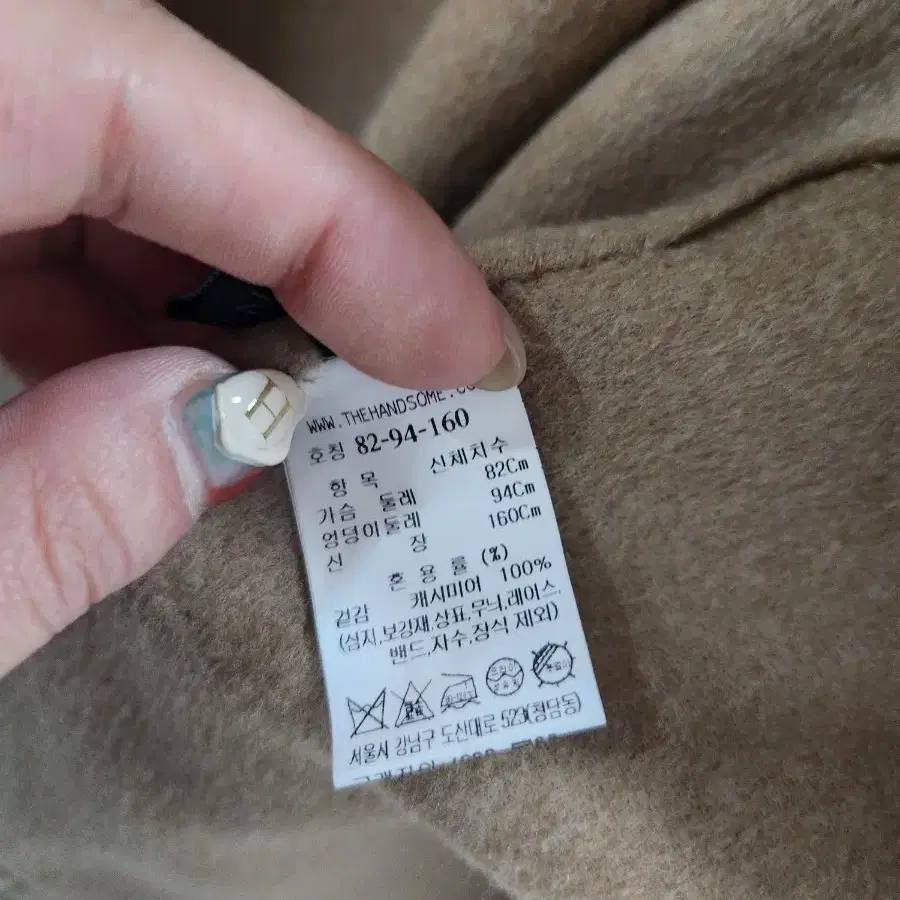 WWW.THEHANDSOME.CO
호칭 82-94-160
항 목 신체치수
가슴 둘레 82Cm
엉덩이둘레 94Cm
신 장 160Cm
혼 용 률 (%)
겉감 캐시미어 100%
(심지,보강재,상표,무늬,레이스,
밴드,자수,장식 제외)
서울시 강남구 도산대로 523(청담동)